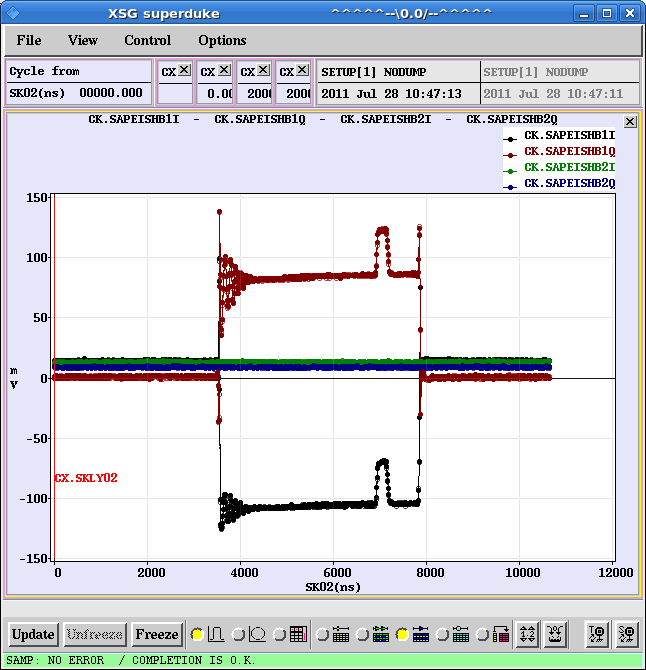 XSG superduke ^^^^^--\0.0/--^^^^^
File View Control Options
Cycle from
SK02(ns) 00000.000
CX CX CX CX
0.00 2000 2000
SETUP[1] NODUMP
2011 Jul 28 10:47:13
SETUP[1] NODUMP
2011 Jul 28 10:47:11
CK.SAPEISHB1I - CK.SAPEISHB1Q - CK.SAPEISHB2I - CK.SAPEISHB2Q
CK.SAPEISHB1I
CK.SAPEISHB1Q
CK.SAPEISHB2I
CK.SAPEISHB2Q
150
100
50
0
-50
-100
-150
m
V
CX.SKLY02
0 2000 4000 6000 8000 10000 12000
SK02(ns)
Update Unfreeze Freeze
SAMP: NO ERROR / COMPLETION IS O.K.